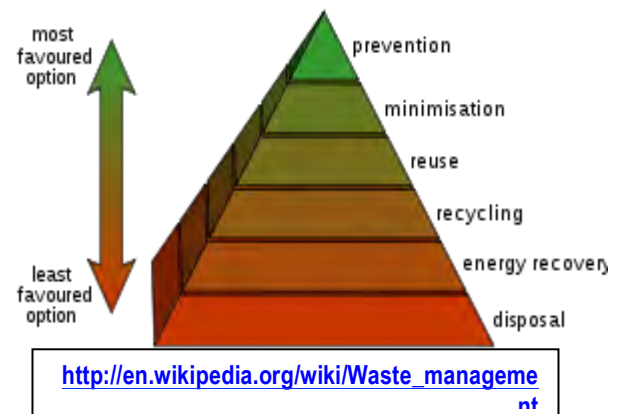 most
favoured
option
prevention
minimisation
reuse
recycling
energy recovery
least
favoured
option
disposal
http://en.wikipedia.org/wiki/Waste_manageme
nt